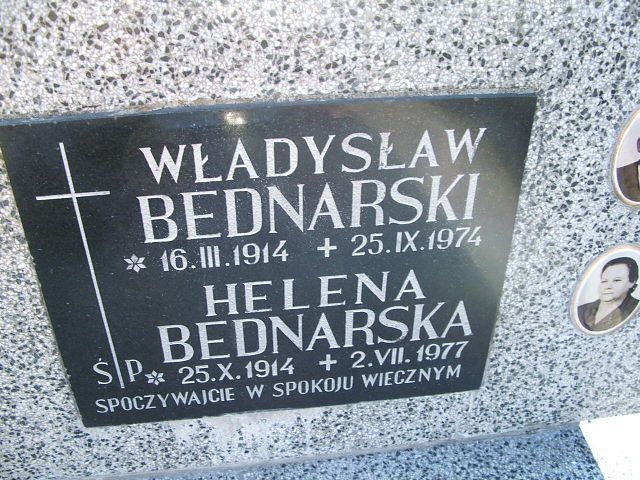 WŁADYSŁAW
BEDNARSKI
* 16.III.1914 + 25.IX.1974
HELENA
BEDNARSKA
Ś P * 25.X.1914 + 2.VII.1977
SPOCZYWAJCIE W SPOKOJU WIECZNYM